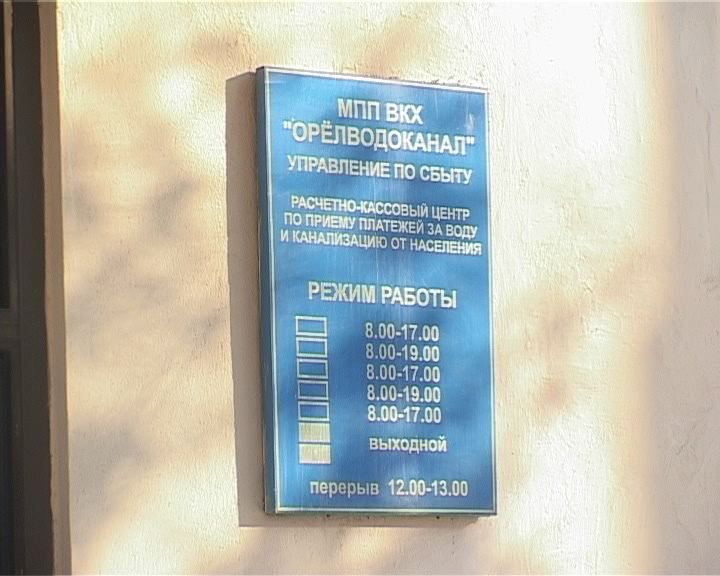 МПП ВКХ
"ОРЁЛВОДОКАНАЛ"
УПРАВЛЕНИЕ ПО СБЫТУ
РАСЧЕТНО-КАССОВЫЙ ЦЕНТР
ПО ПРИЕМУ ПЛАТЕЖЕЙ ЗА ВОДУ
И КАНАЛИЗАЦИЮ ОТ НАСЕЛЕНИЯ
РЕЖИМ РАБОТЫ
8.00-17.00
8.00-19.00
8.00-17.00
8.00-19.00
8.00-17.00
выходной
перерыв 12.00-13.00